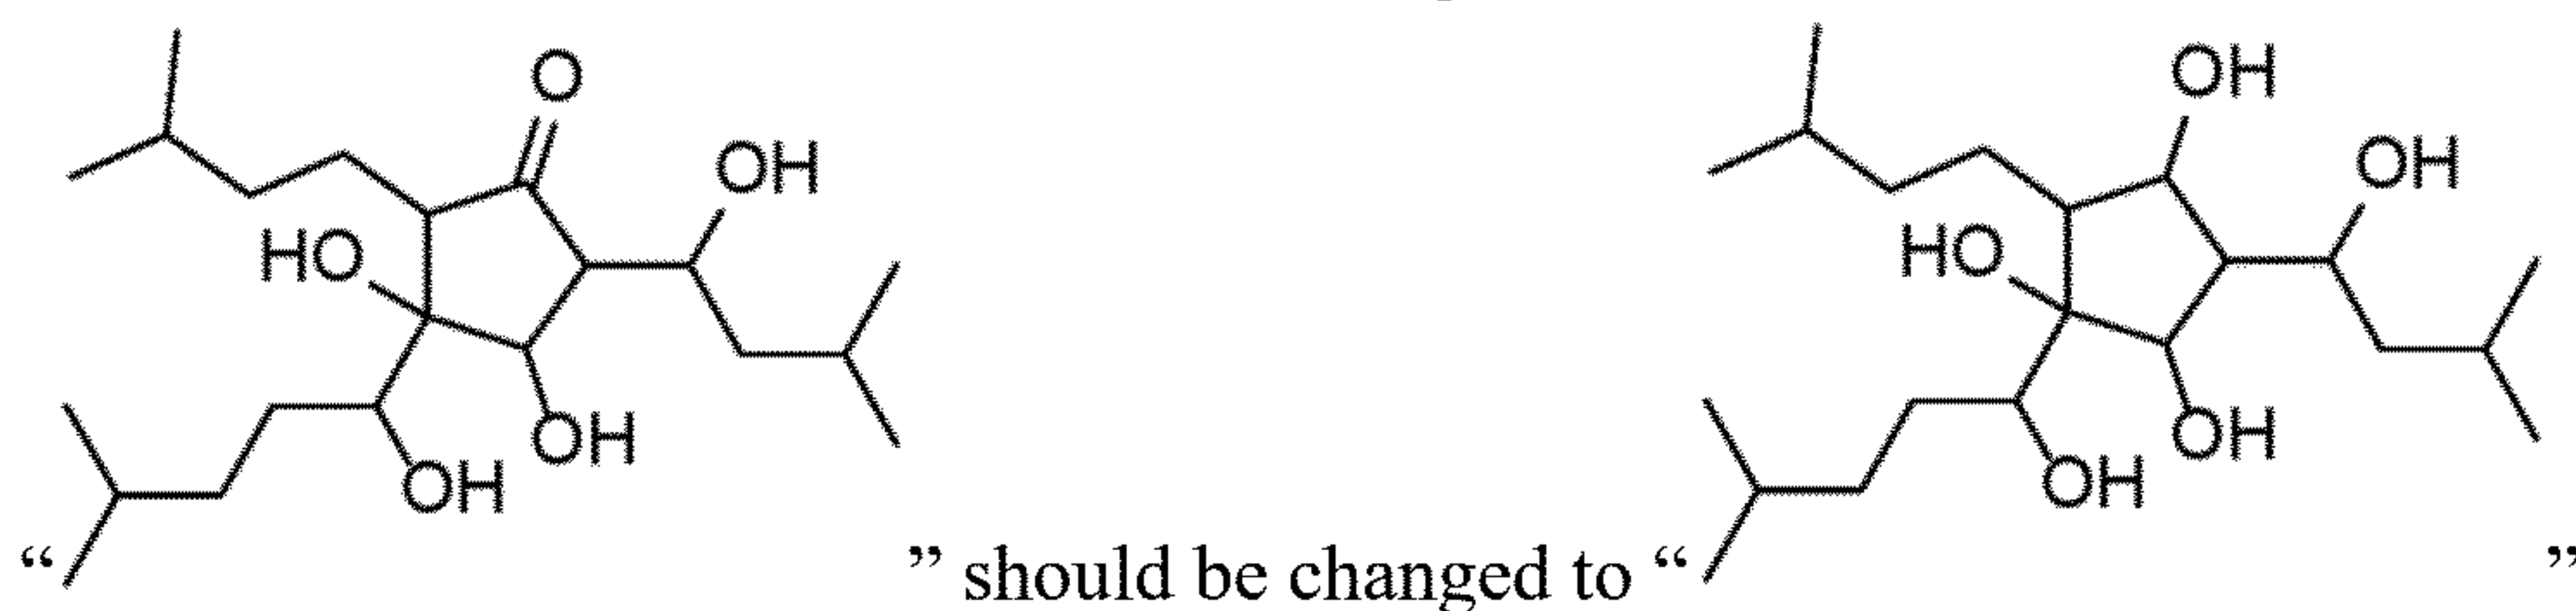 O
OH
HO
OH
OH
OH
OH
HO
OH
OH
“ ” should be changed to “ ”